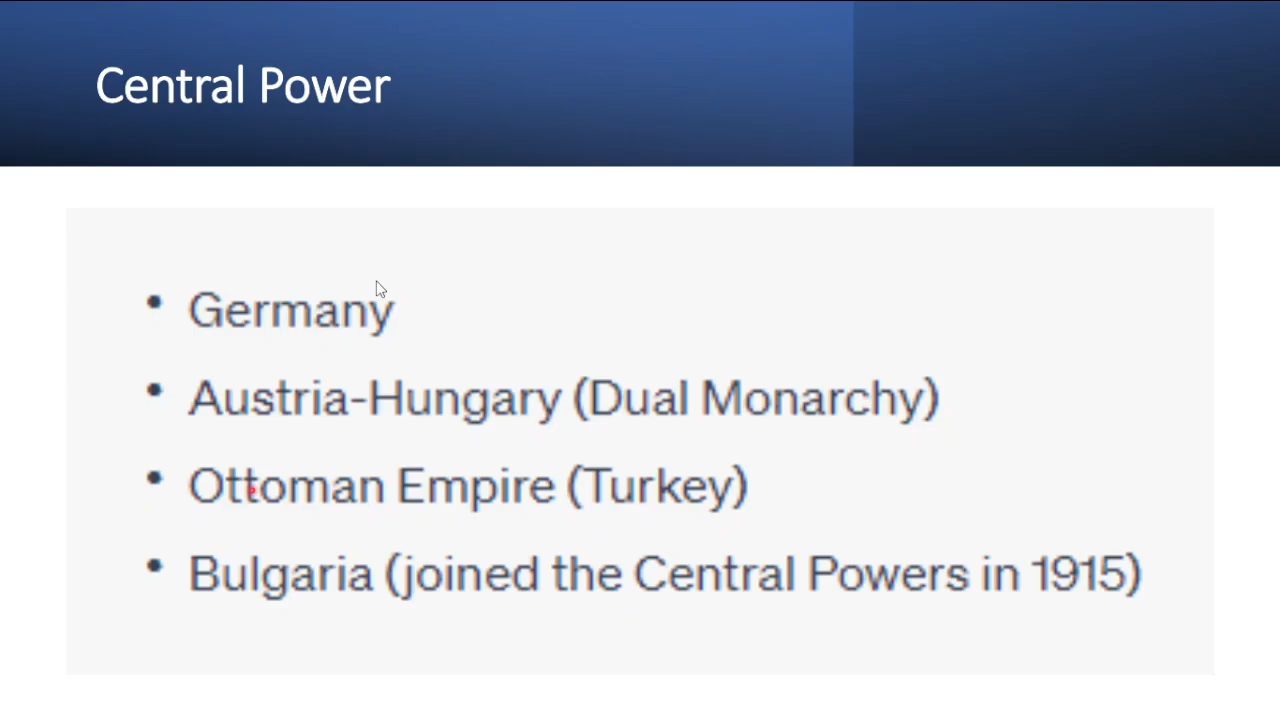 Central Power
• Germany
• Austria-Hungary (Dual Monarchy)
• Ottoman Empire (Turkey)
• Bulgaria (joined the Central Powers in 1915)